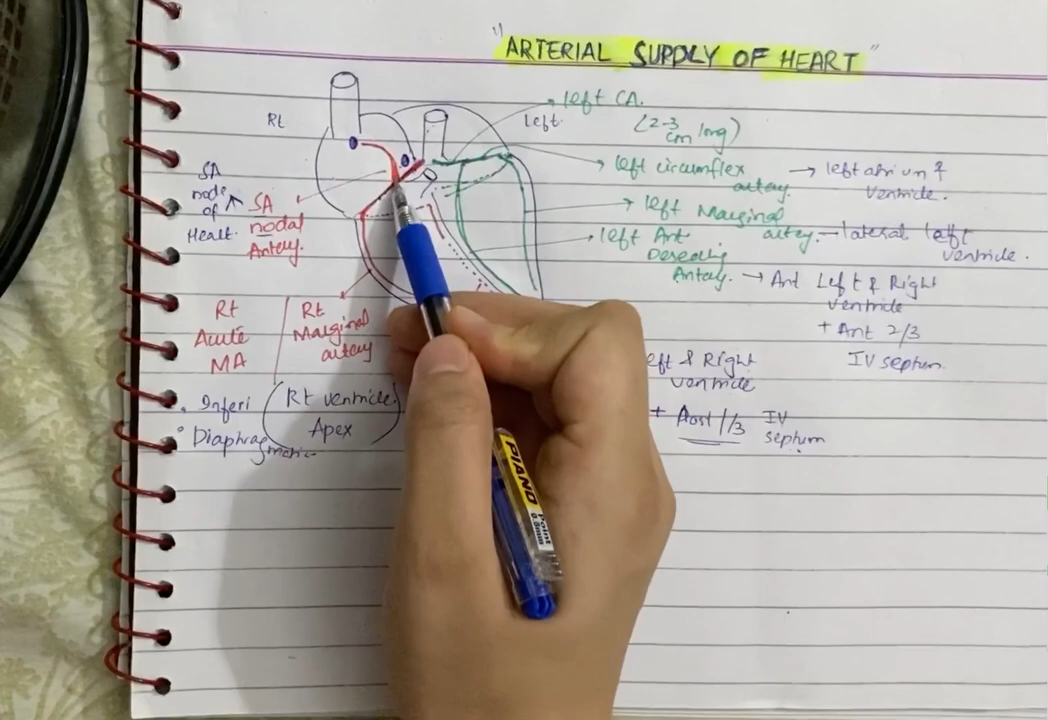 "ARTERIAL SUPPLY OF HEART"
Rt
Left.
left CA.
(2-3 cm long)
left circumflex
artery.
→ left atrium &
Ventricle.
left Marginal
artery. — lateral left
ventricle.
left Ant
Artery. → Ant Left & Right
ventricle
+ Ant 2/3
IV septum.
SA
node ↑
of
Heart.
SA
nodal
Artery.
Rt
Acute
MA
Rt
Marginal
artery
(Rt ventricle.
Apex)
• Inferi
• Diaphragmatic
eft & Right
ventricle
+ Post 1/3 IV
septum
PIANO
Point
0.8mm